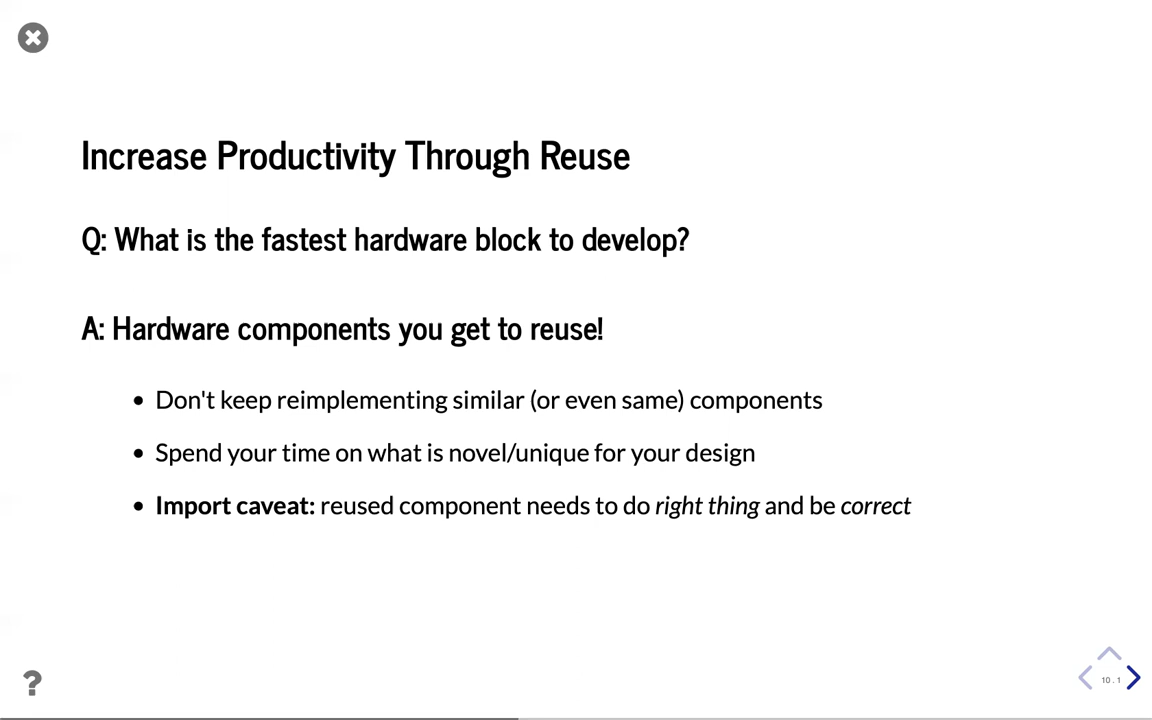 Increase Productivity Through Reuse
Q: What is the fastest hardware block to develop?
A: Hardware components you get to reuse!
Don't keep reimplementing similar (or even same) components
Spend your time on what is novel/unique for your design
Import caveat: reused component needs to do right thing and be correct
?
10 . 1